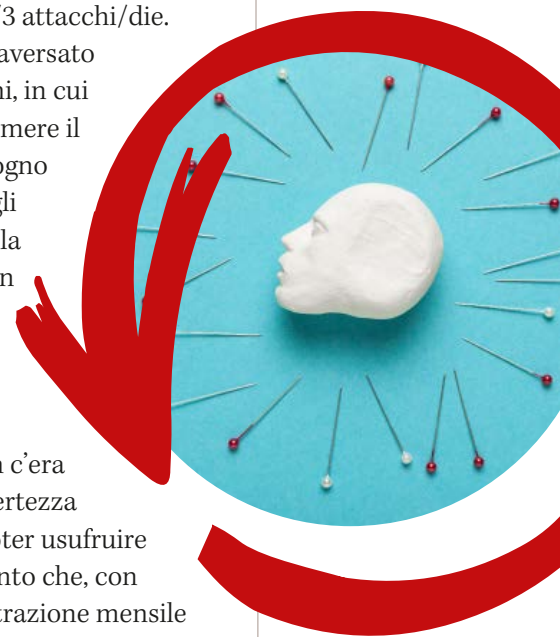 /3 attacchi/die.
aversato
ni, in cui
mere il
ogno
gli
la
n
n c’era
ertezza
oter usufruire
nto che, con
trazione mensile